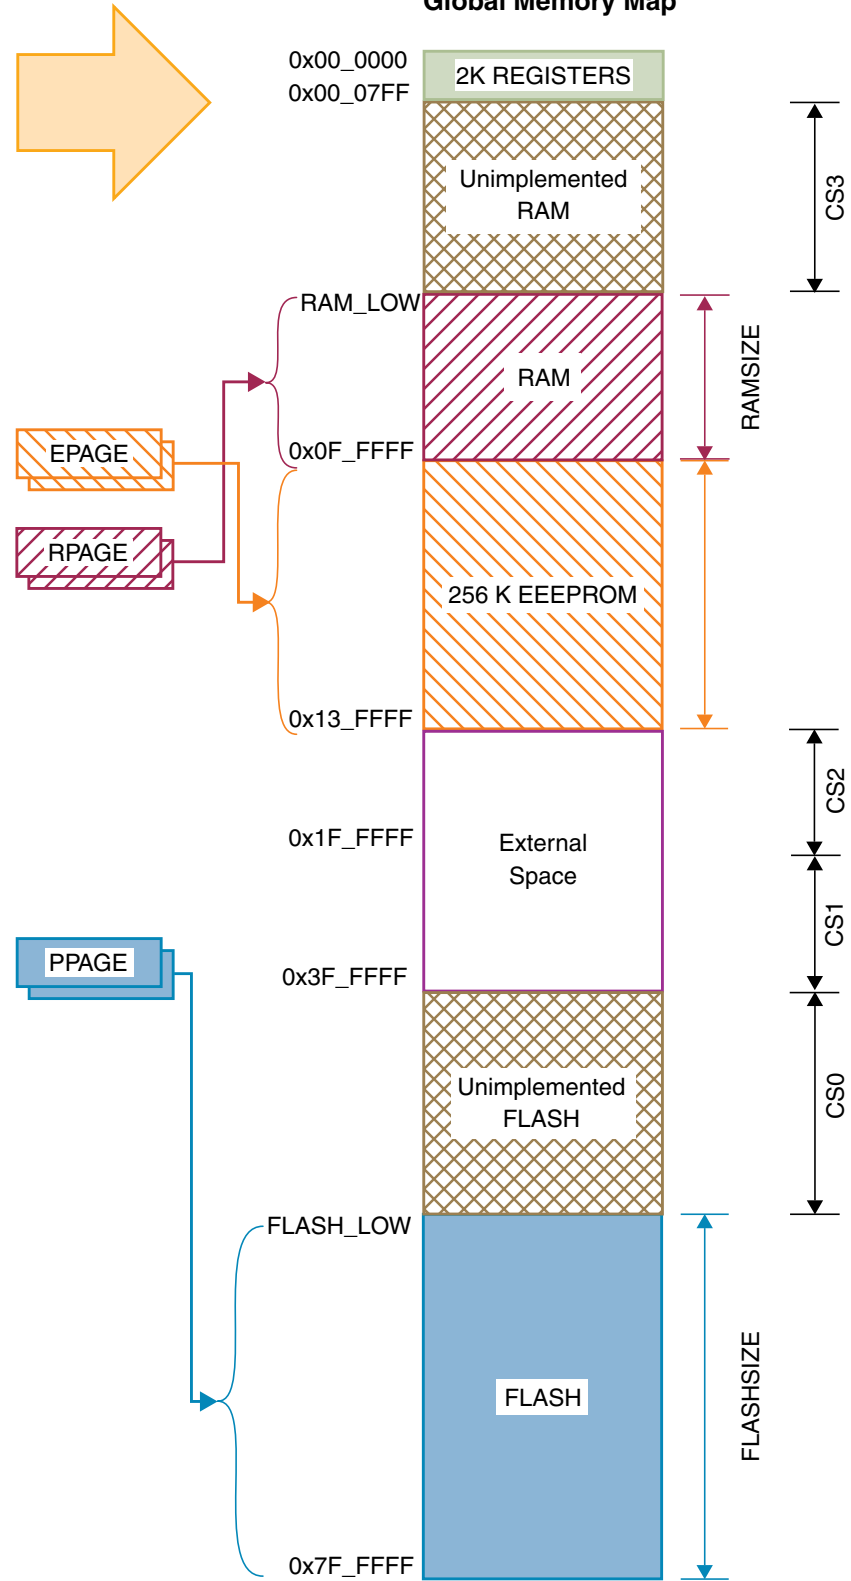 Global Memory Map
0x00_0000
2K REGISTERS
0x00_07FF
Unimplemented
RAM
CS3
RAM_LOW
RAM
RAMSIZE
0x0F_FFFF
EPAGE
RPAGE
256 K EEEPROM
0x13_FFFF
CS2
0x1F_FFFF
External
Space
CS1
PPAGE
0x3F_FFFF
Unimplemented
FLASH
CS0
FLASH_LOW
FLASH
FLASHSIZE
0x7F_FFFF